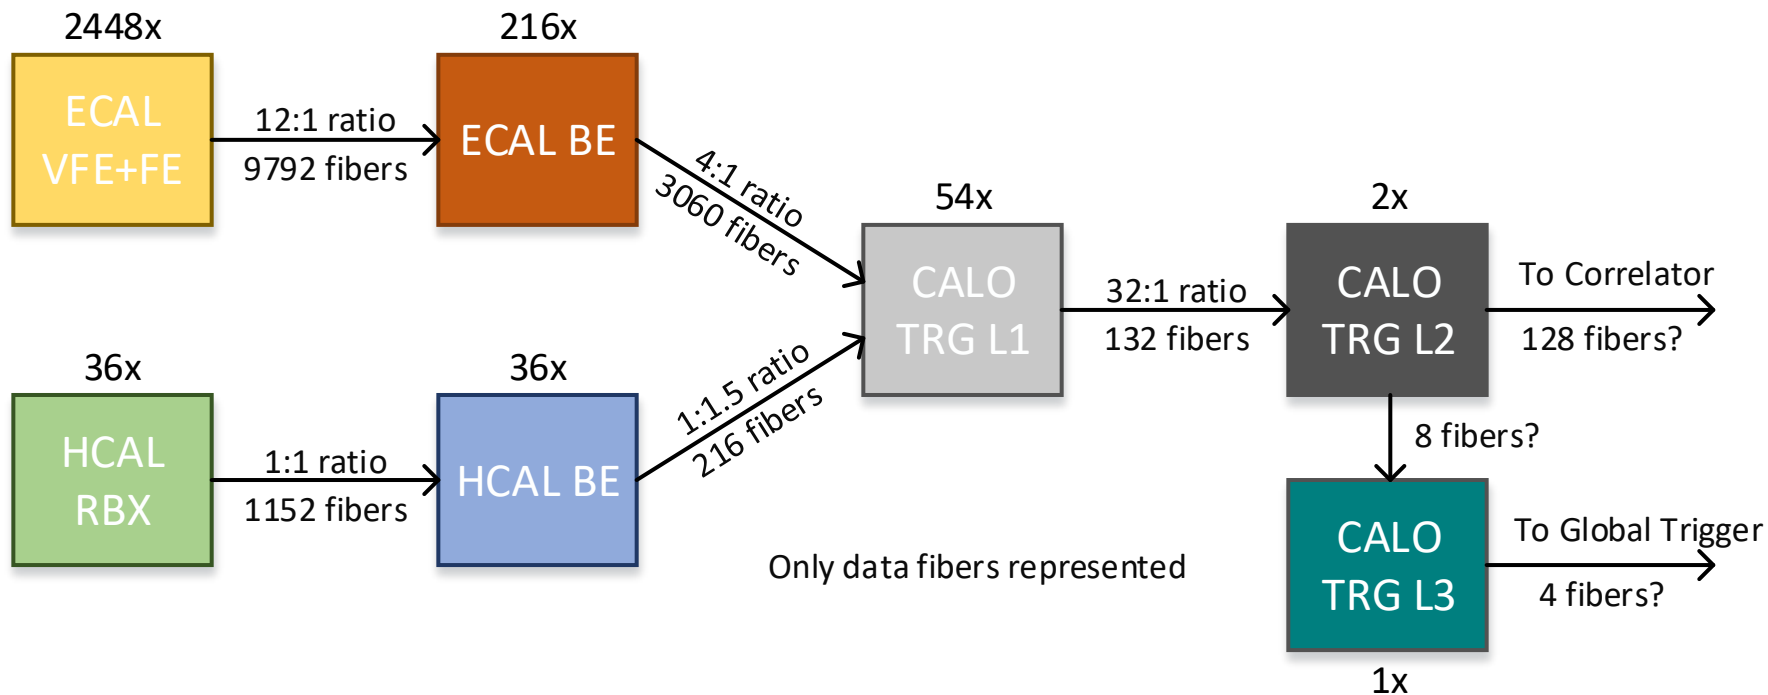 2448x
216x
ECAL
VFE+FE
12:1 ratio
9792 fibers
ECAL BE
4:1 ratio
3060 fibers
54x
2x
CALO
TRG L1
32:1 ratio
132 fibers
CALO
TRG L2
To Correlator
128 fibers?
36x
36x
HCAL
RBX
1:1 ratio
1152 fibers
HCAL BE
1:1.5 ratio
216 fibers
8 fibers?
Only data fibers represented
CALO
TRG L3
To Global Trigger
4 fibers?
1x